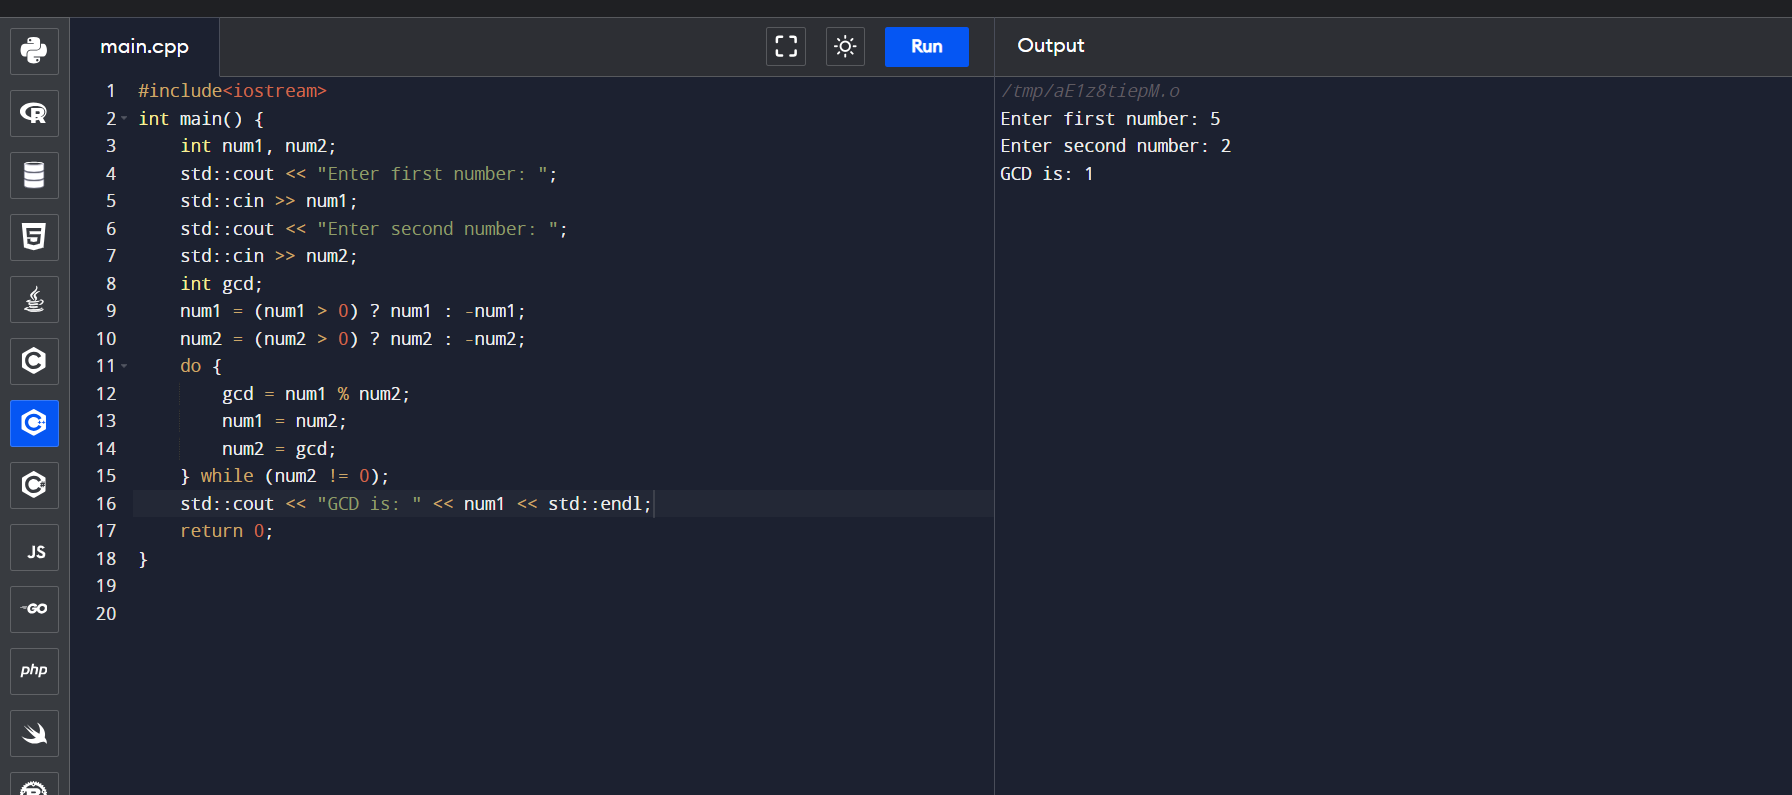 main.cpp
Run
Output
1 #include<iostream>
2 int main() {
3     int num1, num2;
4     std::cout << "Enter first number: ";
5     std::cin >> num1;
6     std::cout << "Enter second number: ";
7     std::cin >> num2;
8     int gcd;
9     num1 = (num1 > 0) ? num1 : -num1;
10     num2 = (num2 > 0) ? num2 : -num2;
11     do {
12         gcd = num1 % num2;
13         num1 = num2;
14         num2 = gcd;
15     } while (num2 != 0);
16     std::cout << "GCD is: " << num1 << std::endl;
17     return 0;
18 }
19
20
/tmp/aE1z8tiepM.o
Enter first number: 5
Enter second number: 2
GCD is: 1
R
5
C
C
C
JS
GO
php
R